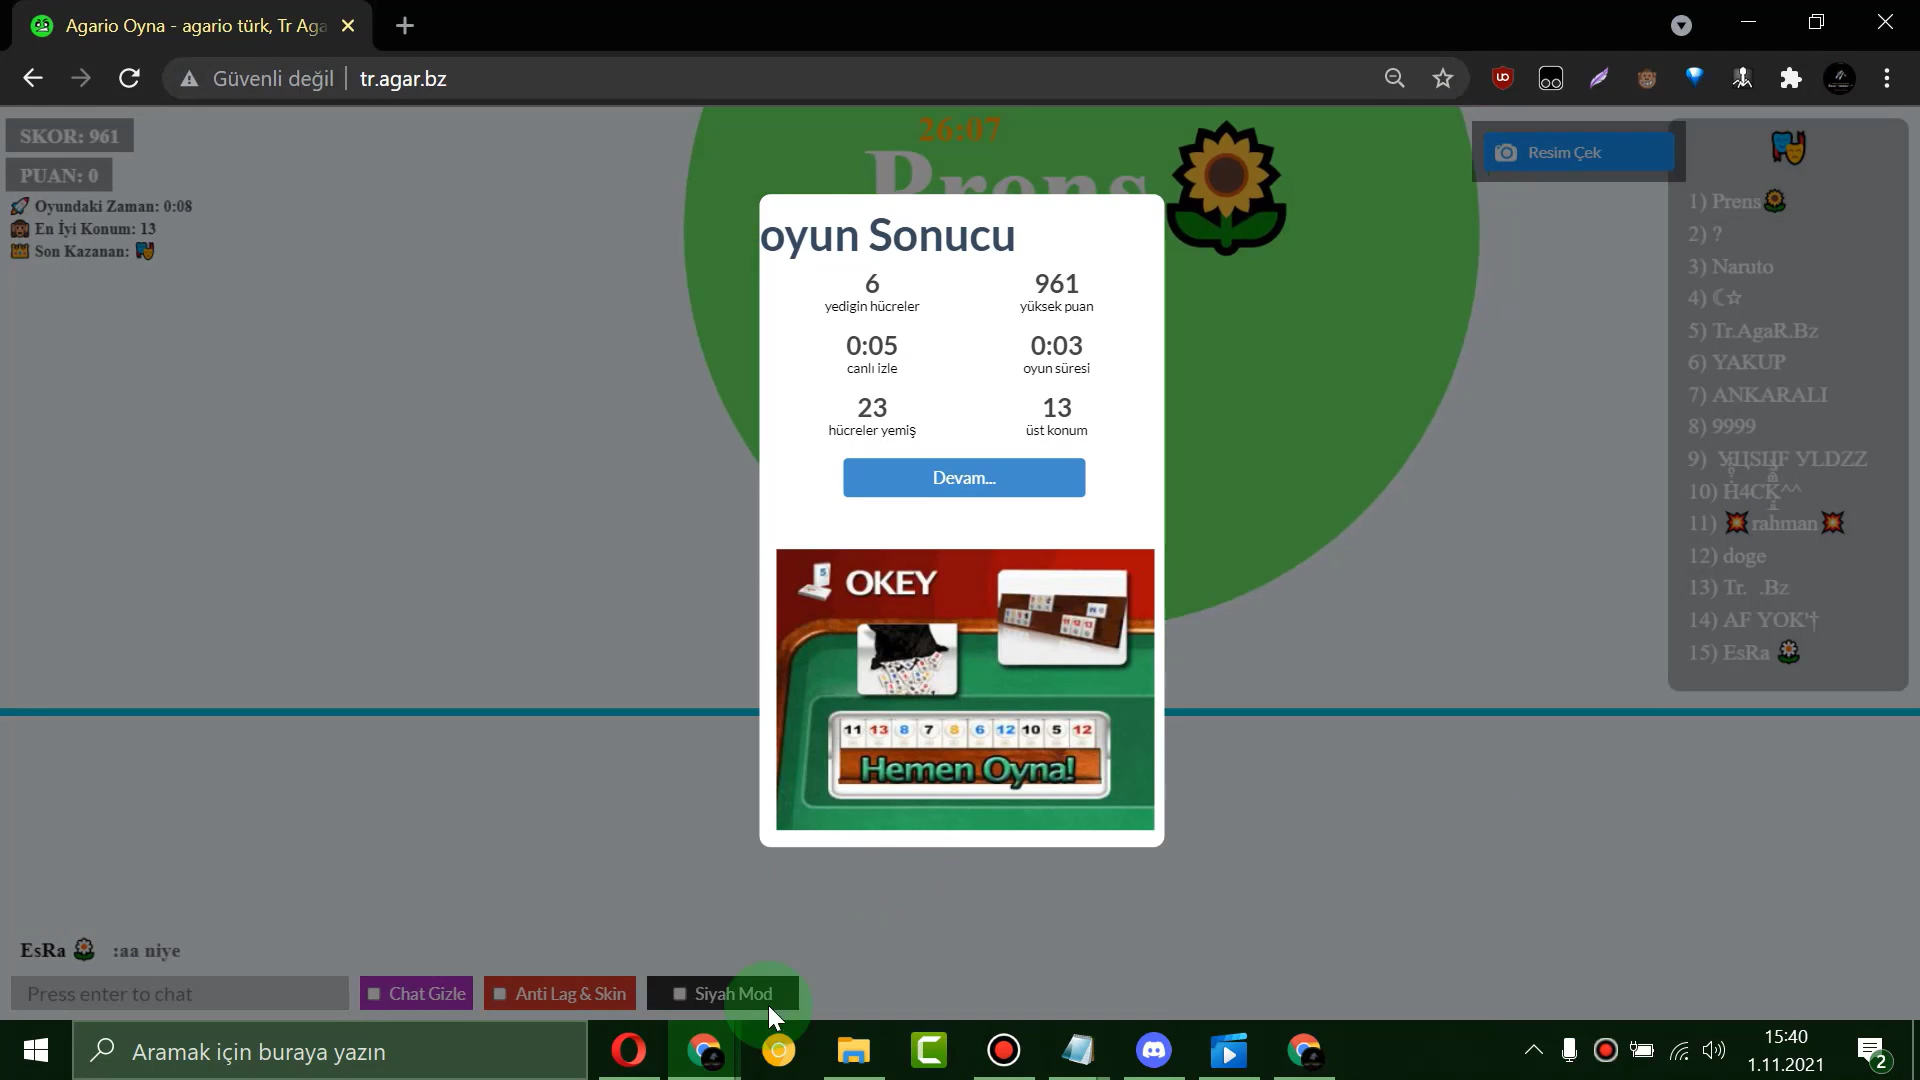 Agario Oyna - agario türk, Tr Aga
Güvenli değil
tr.agar.bz
SKOR: 961
PUAN: 0
Oyundaki Zaman: 0:08
En İyi Konum: 13
Son Kazanan:
26:07
Prens
Resim Çek
1) Prens
2) ?
3) Naruto
4) ☾☆
5) Tr.AgaR.Bz
6) YAKUP
7) ANKARALI
8) 9999
10) H4CK^^
11) 💥rahman💥
12) doge
13) Tr. .Bz
14) AF YOK'†
15) EsRa
oyun Sonucu
6
yedigin hücreler
961
yüksek puan
0:05
canlı izle
0:03
oyun süresi
23
hücreler yemiş
13
üst konum
Devam...
5
OKEY
11 13 8 7 8 6 12 10 5 12
Hemen Oyna!
EsRa :aa niye
Press enter to chat
Chat Gizle
Anti Lag & Skin
Siyah Mod
Aramak için buraya yazın
15:40
1.11.2021
2